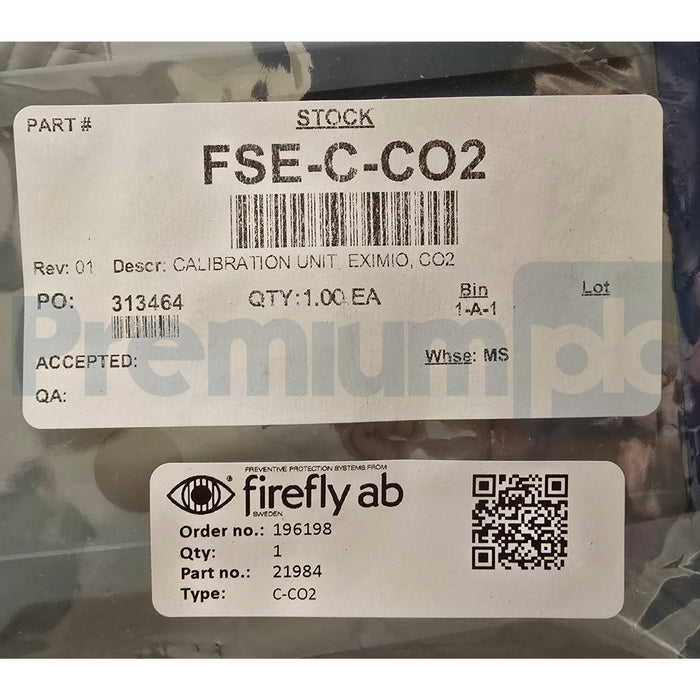 STOCK
PART #
FSE-C-CO2
Rev: 01 Descr: CALIBRATION UNIT, EXIMIO, CO2
PO: 313464 QTY: 1.00 EA Bin Lot
1-A-1
Premiumplc
ACCEPTED: Whse: MS
QA:
PREVENTIVE PROTECTION SYSTEMS FROM
firefly ab
®
SWEDEN
Order no.: 196198
Qty: 1
Part no.: 21984
Type: C-CO2